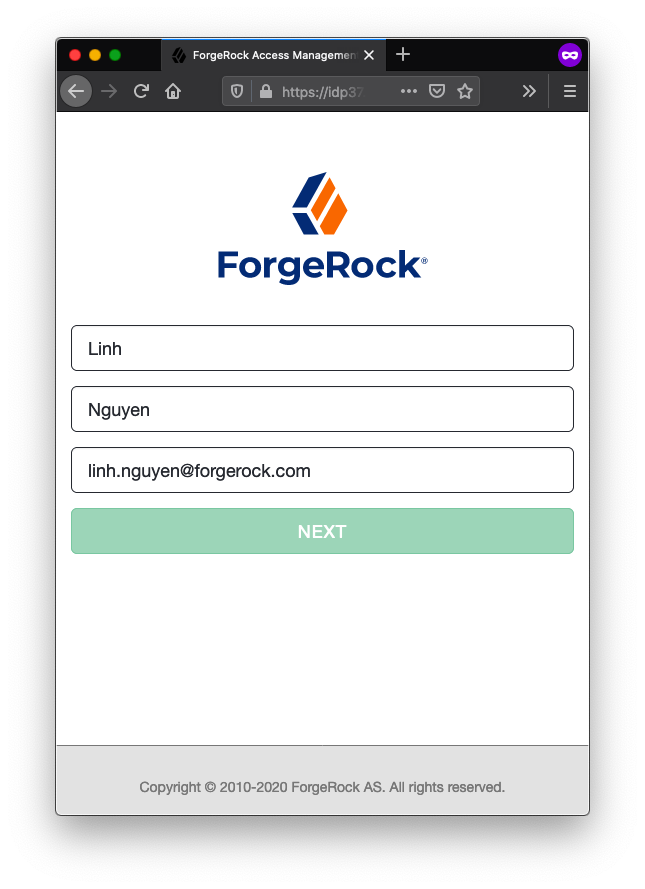 ForgeRock Access Management
https://idp37
ForgeRock®
Linh
Nguyen
linh.nguyen@forgerock.com
NEXT
Copyright © 2010-2020 ForgeRock AS. All rights reserved.